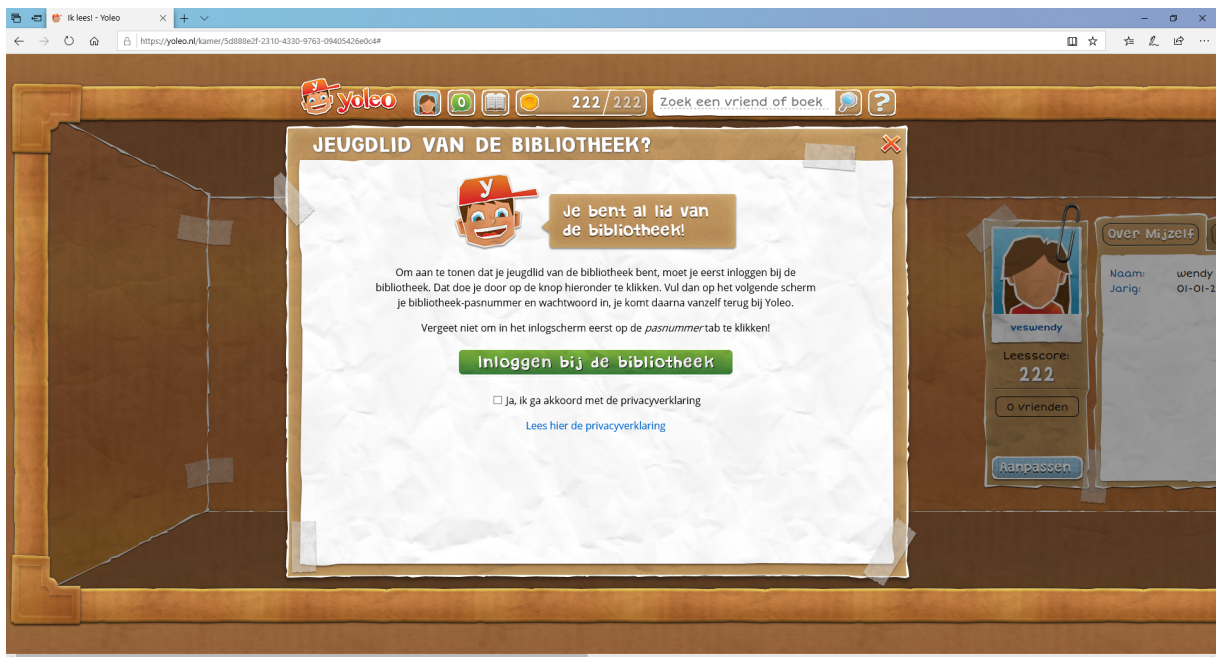 Ik lees! - Yoleo
https://yoleo.nl/kamer/5d888e2f-2310-4330-9763-09405426e0c4#
yoleo
0
222/222
Zoek een vriend of boek
?
JEUGDLID VAN DE BIBLIOTHEEK?
y
Je bent al lid van
de bibliotheek!
Om aan te tonen dat je jeugdlid van de bibliotheek bent, moet je eerst inloggen bij de
bibliotheek. Dat doe je door op de knop hieronder te klikken. Vul dan op het volgende scherm
je bibliotheek-pasnummer en wachtwoord in, je komt daarna vanzelf terug bij Yoleo.
Vergeet niet om in het inlogscherm eerst op de pasnummer tab te klikken!
Inloggen bij de bibliotheek
Ja, ik ga akkoord met de privacyverklaring
Lees hier de privacyverklaring
veswendy
Leesscore:
222
0 Vrienden
Aanpassen
Over Mijzelf
Naam: wendy
Jarig: 01-01-2